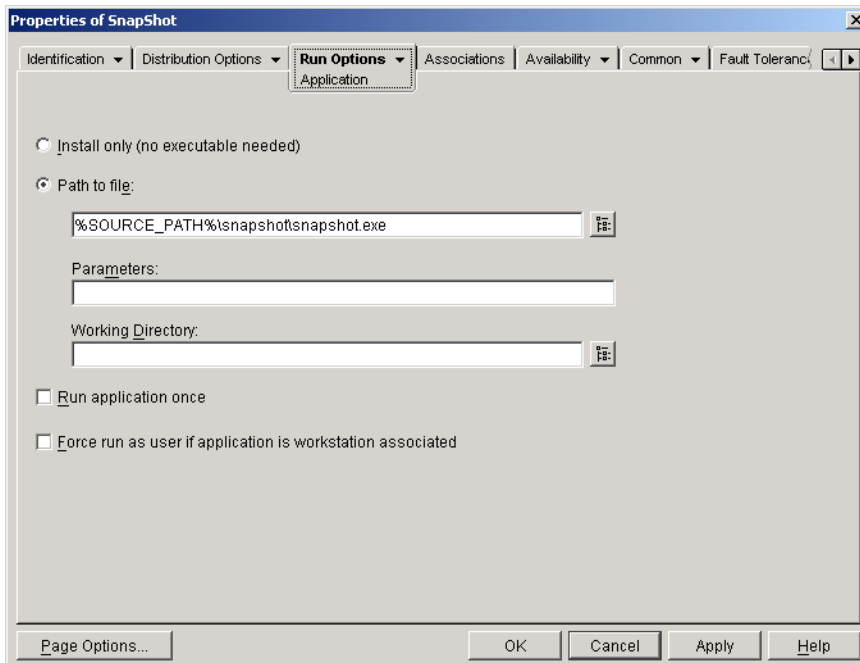 Properties of SnapShot
Identification Distribution Options Run Options Associations Availability Common Fault Toleranc
Application
Install only (no executable needed)
Path to file:
%SOURCE_PATH%\snapshot\snapshot.exe
Parameters:
Working Directory:
Run application once
Force run as user if application is workstation associated
Page Options... OK Cancel Apply Help